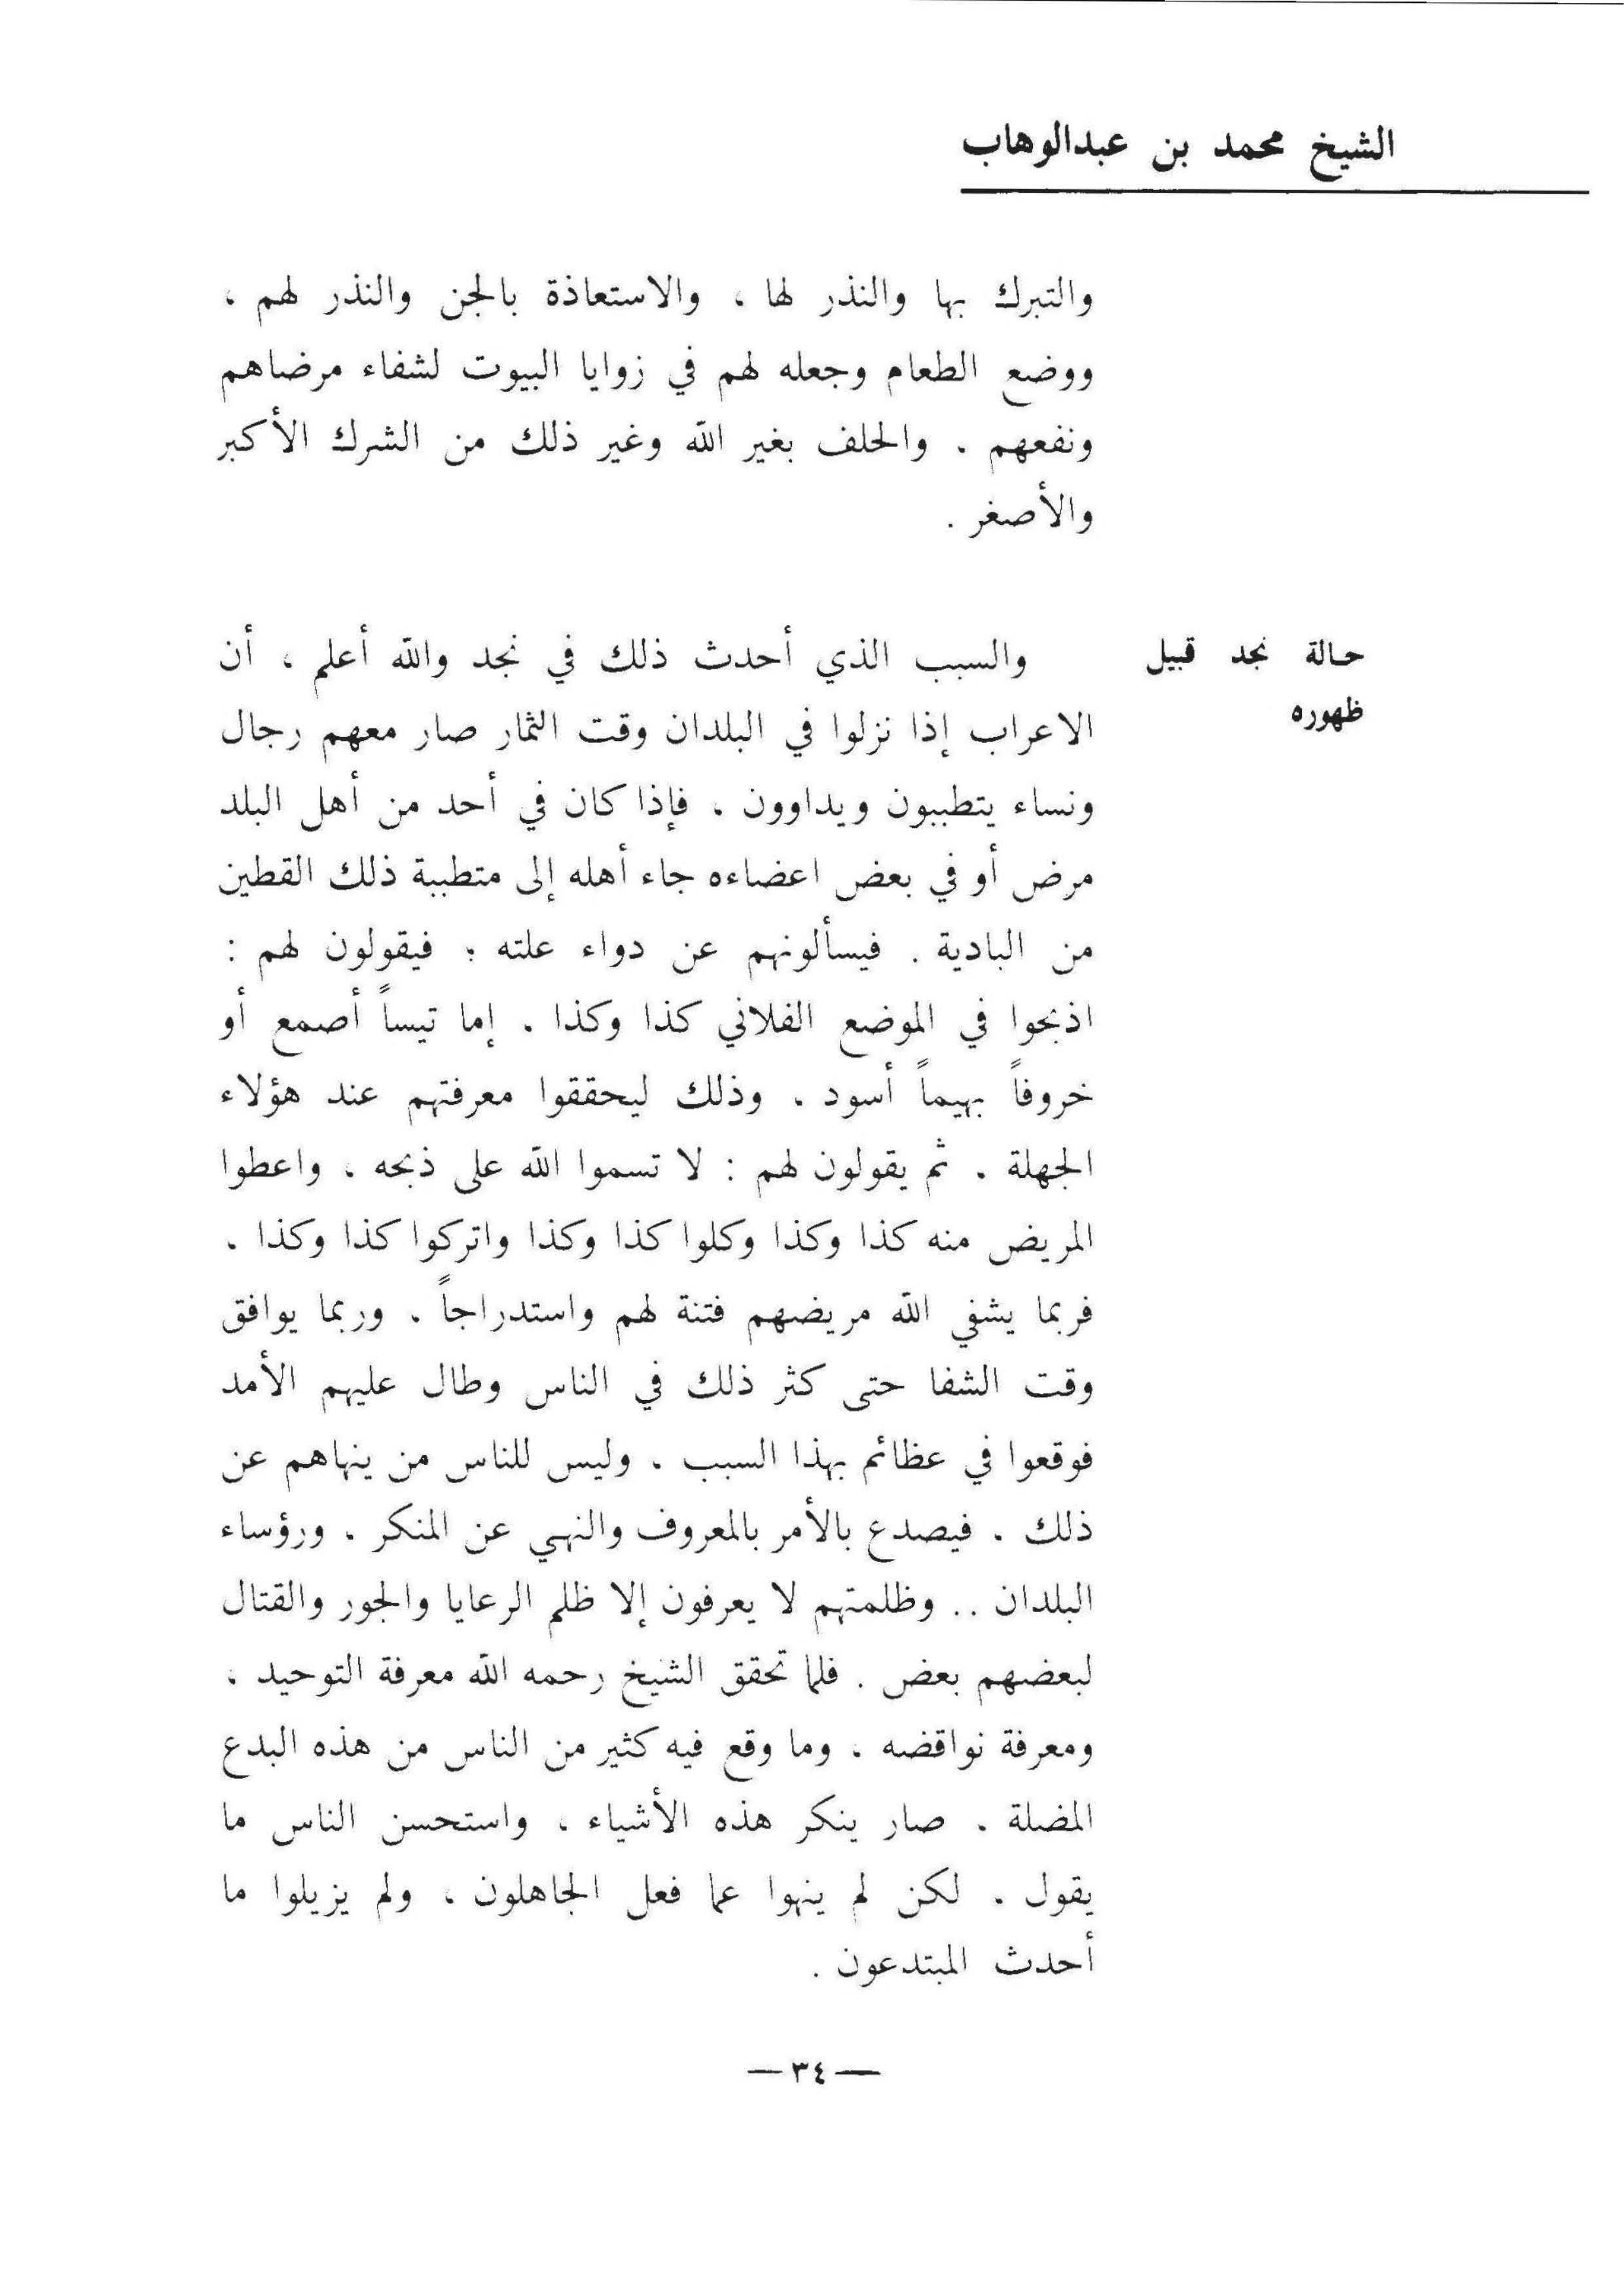 الشيخ محمد بن عبدالوهاب
والتبرك بها والنذر لها ، والاستعاذة بالجن والنذر لهم ،
ووضع الطعام وجعله لهم في زوايا البيوت لشفاء مرضاهم
ونفعهم . والحلف بغير الله وغير ذلك من الشرك الأكبر
والأصغر .
حالة نجد قبيل
ظهوره
والسبب الذي أحدث ذلك في نجد والله أعلم ، أن
الاعراب إذا نزلوا في البلدان وقت الثمار صار معهم رجال
ونساء يتطببون ويداوون ، فإذا كان في أحد من أهل البلد
مرض أو في بعض اعضاءه جاء أهله إلى متطببة ذلك القطين
من البادية . فيسألونهم عن دواء علته ؛ فيقولون لهم :
اذبحوا في الموضع الفلاني كذا وكذا . إما تيساً أصمع أو
خروفاً بهيماً أسود . وذلك ليحققوا معرفتهم عند هؤلاء
الجهلة . ثم يقولون لهم : لا تسموا الله على ذبحه ، واعطوا
المريض منه كذا وكذا وكلوا كذا وكذا واتركوا كذا وكذا .
فربما يشفي الله مريضهم فتنة لهم واستدراجاً . وربما يوافق
وقت الشفا حتى كثر ذلك في الناس وطال عليهم الأمد
فوقعوا في عظائم بهذا السبب . وليس للناس من ينهاهم عن
ذلك . فيصدع بالأمر بالمعروف والنهي عن المنكر . ورؤساء
البلدان .. وظلمتهم لا يعرفون إلا ظلم الرعايا والجور والقتال
لبعضهم بعض . فلما تحقق الشيخ رحمه الله معرفة التوحيد ،
ومعرفة نواقضه ، وما وقع فيه كثير من الناس من هذه البدع
المضلة . صار ينكر هذه الأشياء ، واستحسن الناس ما
يقول . لكن لم ينهوا عما فعل الجاهلون ، ولم يزيلوا ما
أحدث المبتدعون .
— ٣٤ —